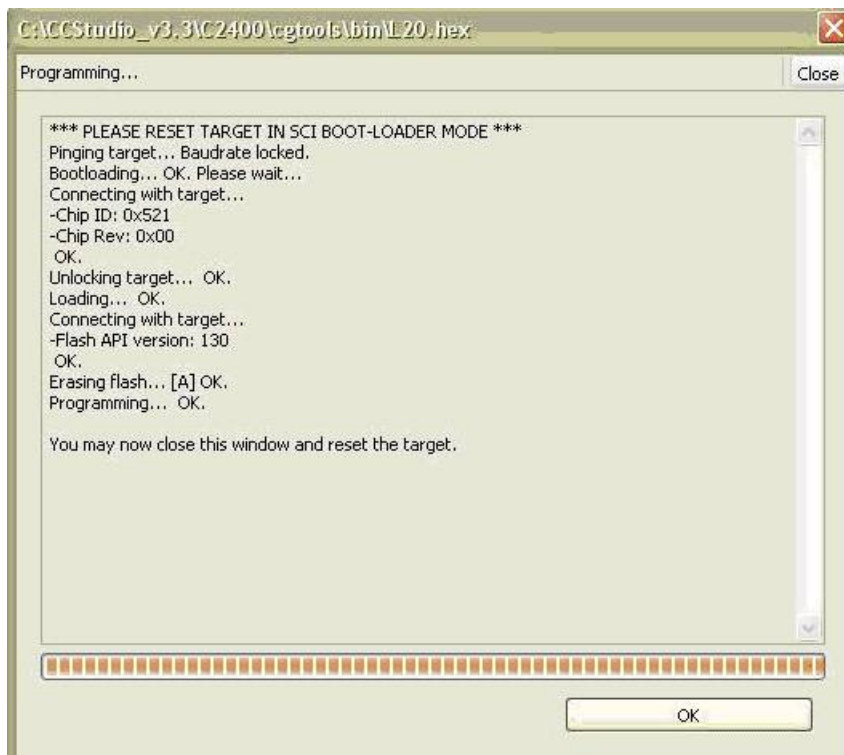 C:\CCStudio_v3.3\C2400\cgtools\bin\L20.hex
Programming...
Close
*** PLEASE RESET TARGET IN SCI BOOT-LOADER MODE ***
Pinging target... Baudrate locked.
Bootloading... OK. Please wait...
Connecting with target...
-Chip ID: 0x521
-Chip Rev: 0x00
OK.
Unlocking target... OK.
Loading... OK.
Connecting with target...
-Flash API version: 130
OK.
Erasing flash... [A] OK.
Programming... OK.
You may now close this window and reset the target.
OK